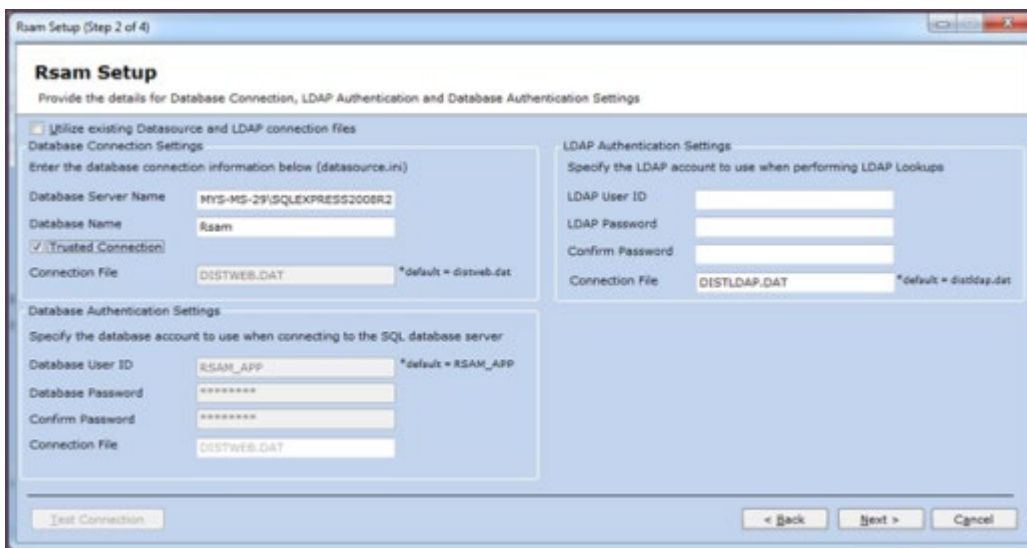 Rsam Setup (Step 2 of 4)
Rsam Setup
Provide the details for Database Connection, LDAP Authentication and Database Authentication Settings
Utilize existing Datasource and LDAP connection files
Database Connection Settings
Enter the database connection information below (datasource.ini)
Database Server Name MYS-MS-29\SQLEXPRESS2008R2
Database Name Rsam
Trusted Connection
Connection File DISTWEB.DAT *default = distweb.dat
LDAP Authentication Settings
Specify the LDAP account to use when performing LDAP Lookups
LDAP User ID
LDAP Password
Confirm Password
Connection File DISTLDAP.DAT *default = distldap.dat
Database Authentication Settings
Specify the database account to use when connecting to the SQL database server
Database User ID RSAM_APP *default = RSAM_APP
Database Password ********
Confirm Password ********
Connection File DISTWEB.DAT
Test Connection < Back Next > Cancel